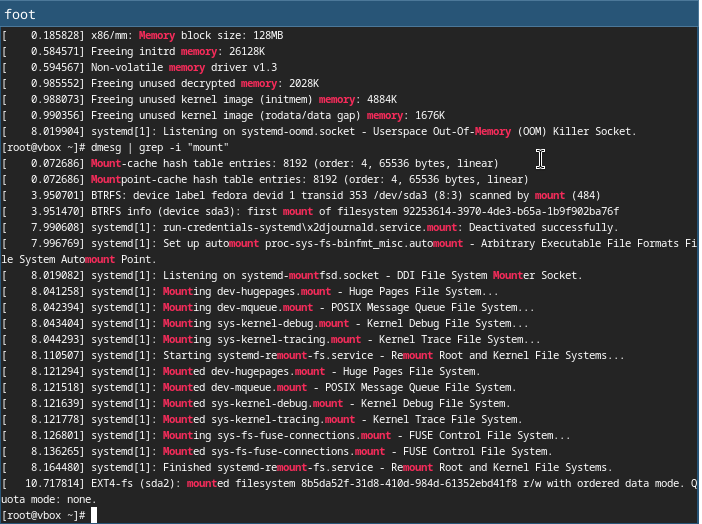 foot
[    0.185828] x86/mm: Memory block size: 128MB
[    0.584571] Freeing initrd memory: 26128K
[    0.594567] Non-volatile memory driver v1.3
[    0.985552] Freeing unused decrypted memory: 2028K
[    0.988073] Freeing unused kernel image (initmem) memory: 4884K
[    0.990356] Freeing unused kernel image (rodata/data gap) memory: 1676K
[    8.019904] systemd[1]: Listening on systemd-oomd.socket - Userspace Out-Of-Memory (OOM) Killer Socket.
[root@vbox ~]# dmesg | grep -i "mount"
[    0.072686] Mount-cache hash table entries: 8192 (order: 4, 65536 bytes, linear)
[    0.072686] Mountpoint-cache hash table entries: 8192 (order: 4, 65536 bytes, linear)
[    3.950701] BTRFS: device label fedora devid 1 transid 353 /dev/sda3 (8:3) scanned by mount (484)
[    3.951470] BTRFS info (device sda3): first mount of filesystem 92253614-3970-4de3-b65a-1b9f902ba76f
[    7.990608] systemd[1]: run-credentials-systemd\x2djournald.service.mount: Deactivated successfully.
[    7.996769] systemd[1]: Set up automount proc-sys-fs-binfmt_misc.automount - Arbitrary Executable File Formats Fi
le System Automount Point.
[    8.019082] systemd[1]: Listening on systemd-mountfsd.socket - DDI File System Mounter Socket.
[    8.041258] systemd[1]: Mounting dev-hugepages.mount - Huge Pages File System...
[    8.042394] systemd[1]: Mounting dev-mqueue.mount - POSIX Message Queue File System...
[    8.043404] systemd[1]: Mounting sys-kernel-debug.mount - Kernel Debug File System...
[    8.044293] systemd[1]: Mounting sys-kernel-tracing.mount - Kernel Trace File System...
[    8.110507] systemd[1]: Starting systemd-remount-fs.service - Remount Root and Kernel File Systems...
[    8.121294] systemd[1]: Mounted dev-hugepages.mount - Huge Pages File System.
[    8.121518] systemd[1]: Mounted dev-mqueue.mount - POSIX Message Queue File System.
[    8.121639] systemd[1]: Mounted sys-kernel-debug.mount - Kernel Debug File System.
[    8.121778] systemd[1]: Mounted sys-kernel-tracing.mount - Kernel Trace File System.
[    8.126801] systemd[1]: Mounting sys-fs-fuse-connections.mount - FUSE Control File System...
[    8.136265] systemd[1]: Mounted sys-fs-fuse-connections.mount - FUSE Control File System.
[    8.164480] systemd[1]: Finished systemd-remount-fs.service - Remount Root and Kernel File Systems.
[   10.717814] EXT4-fs (sda2): mounted filesystem 8b5da52f-31d8-410d-984d-61352ebd41f8 r/w with ordered data mode. Q
uota mode: none.
[root@vbox ~]#